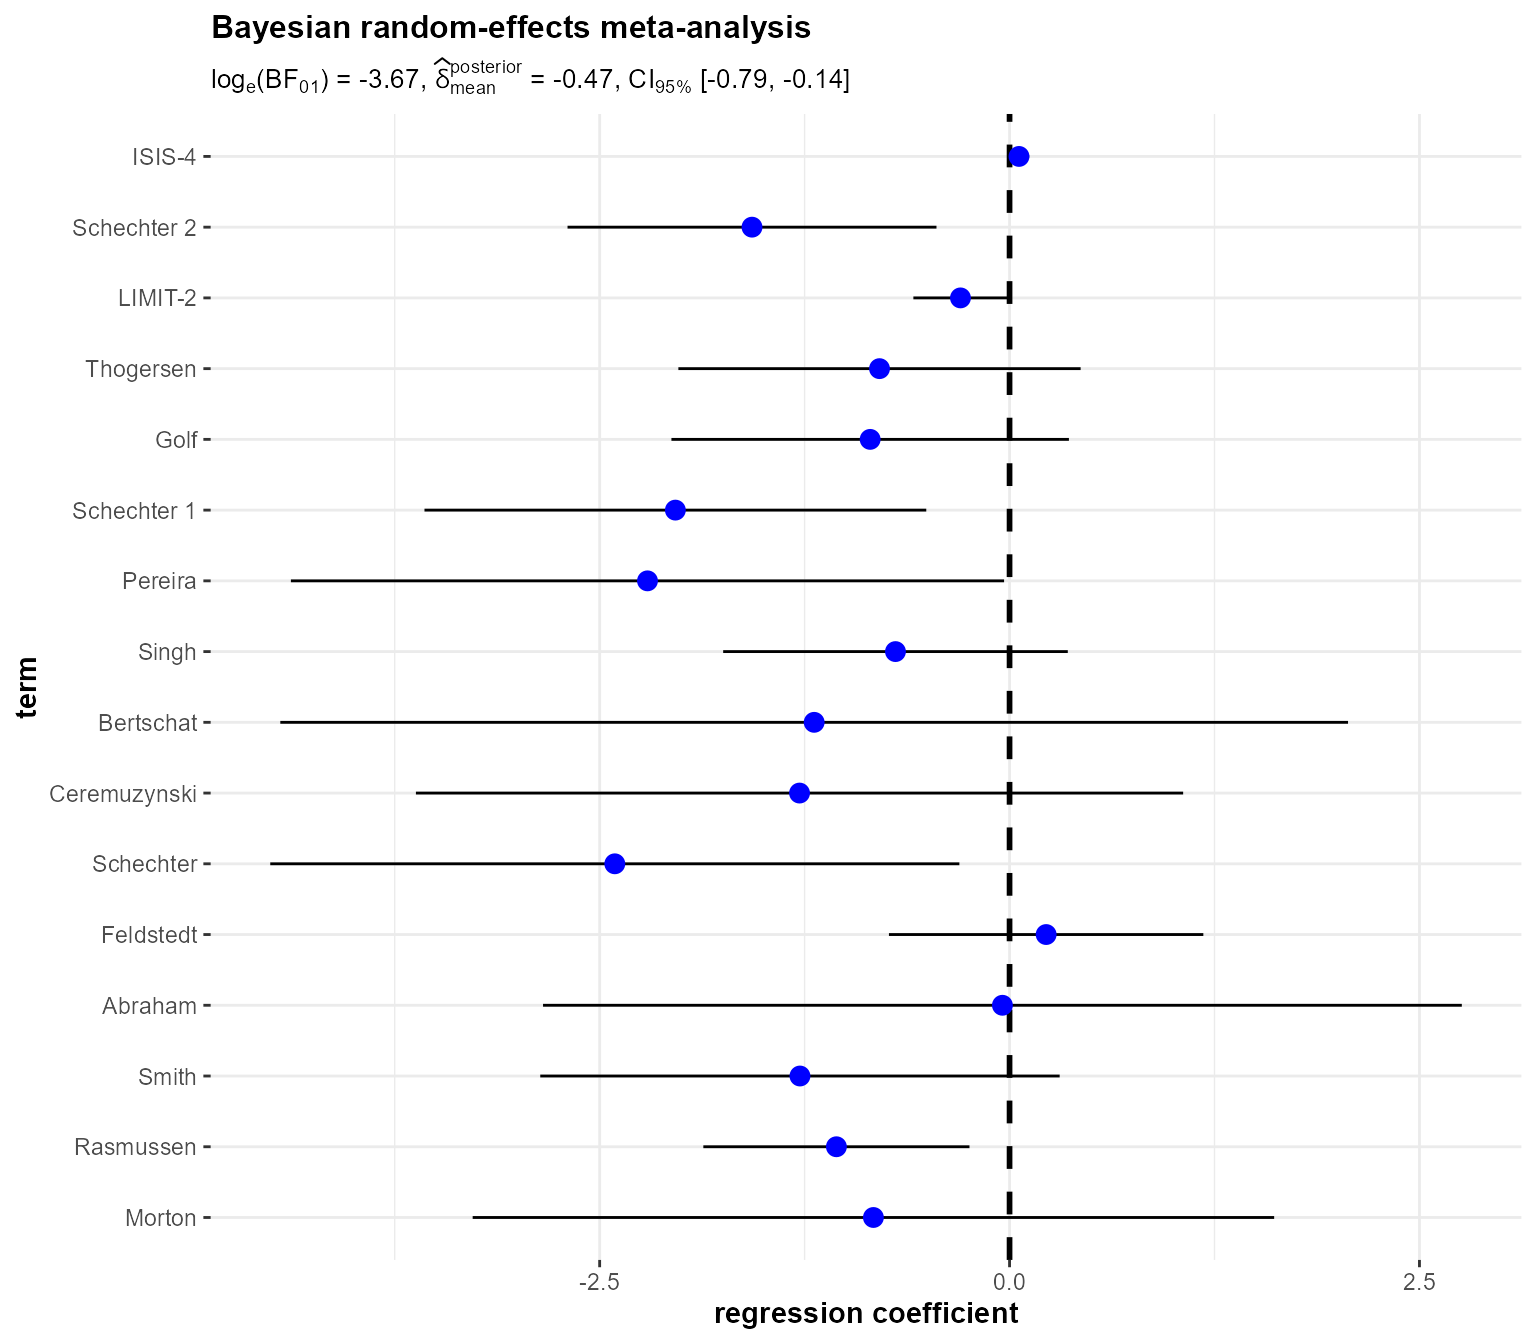 Bayesian random-effects meta-analysis
logₑ(BF₀₁) = -3.67, δ̂ᵖᵒˢᵗᵉʳⁱᵒʳ mean = -0.47, CI95% [-0.79, -0.14]
ISIS-4
Schechter 2
LIMIT-2
Thogersen
Golf
Schechter 1
Pereira
Singh
Bertschat
Ceremuzynski
Schechter
Feldstedt
Abraham
Smith
Rasmussen
Morton
term
-2.5 0.0 2.5
regression coefficient